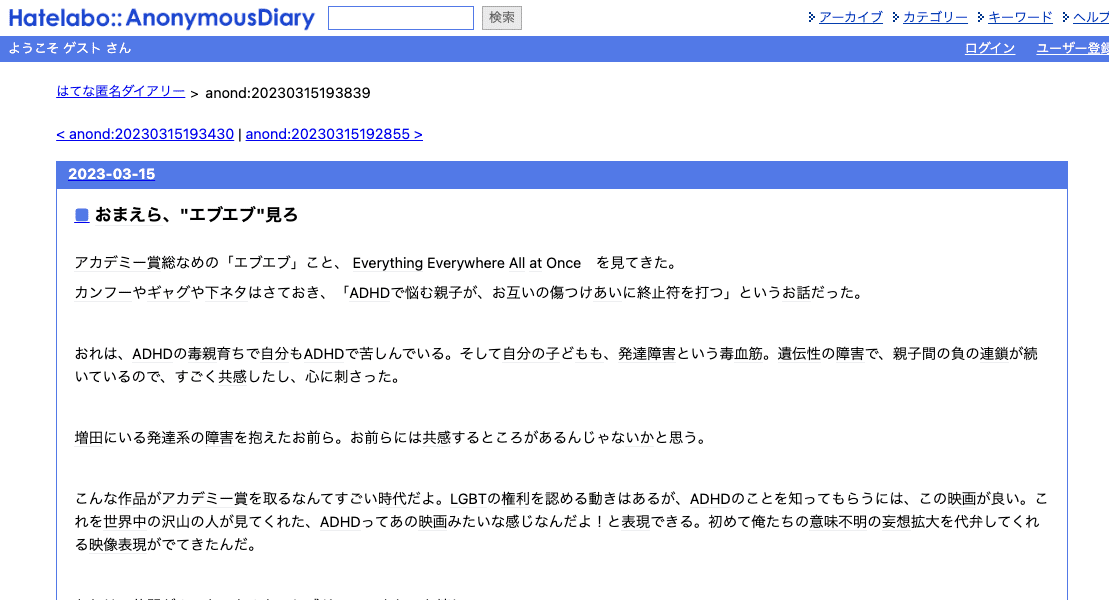 Hatelabo::AnonymousDiary 検索 アーカイブ カテゴリー キーワード ヘルプ
ようこそ ゲスト さん ログイン ユーザー登録
はてな匿名ダイアリー > anond:20230315193839
< anond:20230315193430 | anond:20230315192855 >
2023-03-15
おまえら、"エブエブ"見ろ
アカデミー賞総なめの「エブエブ」こと、 Everything Everywhere All at Once　を見てきた。
カンフーやギャグや下ネタはさておき、「ADHDで悩む親子が、お互いの傷つけあいに終止符を打つ」というお話だった。
おれは、ADHDの毒親育ちで自分もADHDで苦しんでいる。そして自分の子どもも、発達障害という毒血筋。遺伝性の障害で、親子間の負の連鎖が続
いているので、すごく共感したし、心に刺さった。
増田にいる発達系の障害を抱えたお前ら。お前らには共感するところがあるんじゃないかと思う。
こんな作品がアカデミー賞を取るなんてすごい時代だよ。LGBTの権利を認める動きはあるが、ADHDのことを知ってもらうには、この映画が良い。こ
れを世界中の沢山の人が見てくれた、ADHDってあの映画みたいな感じなんだよ！と表現できる。初めて俺たちの意味不明の妄想拡大を代弁してくれ
る映像表現がでてきたんだ。